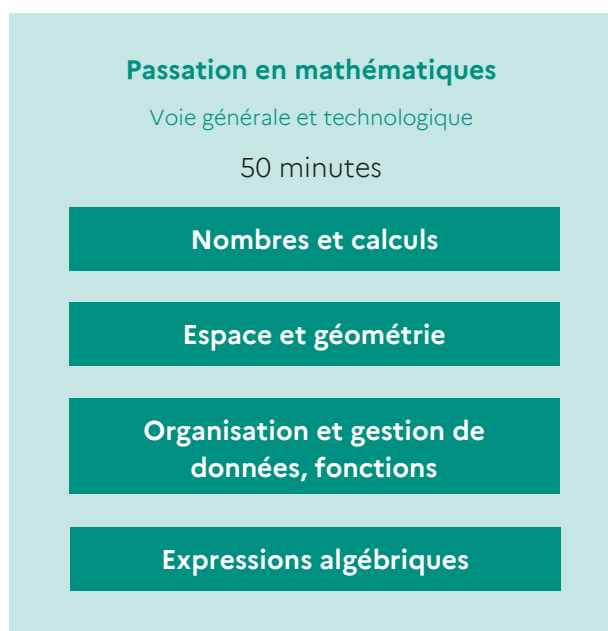 Passation en mathématiques
Voie générale et technologique
50 minutes
Nombres et calculs
Espace et géométrie
Organisation et gestion de
données, fonctions
Expressions algébriques